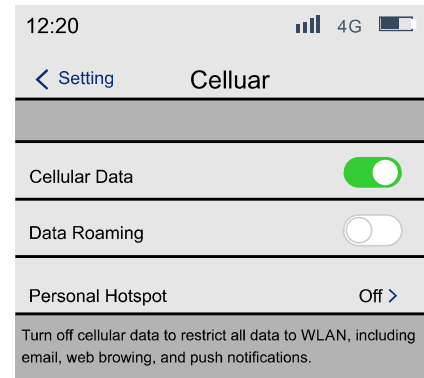 12:20 4G
Setting Celluar
Cellular Data
Data Roaming
Personal Hotspot Off
Turn off cellular data to restrict all data to WLAN, including
email, web browing, and push notifications.